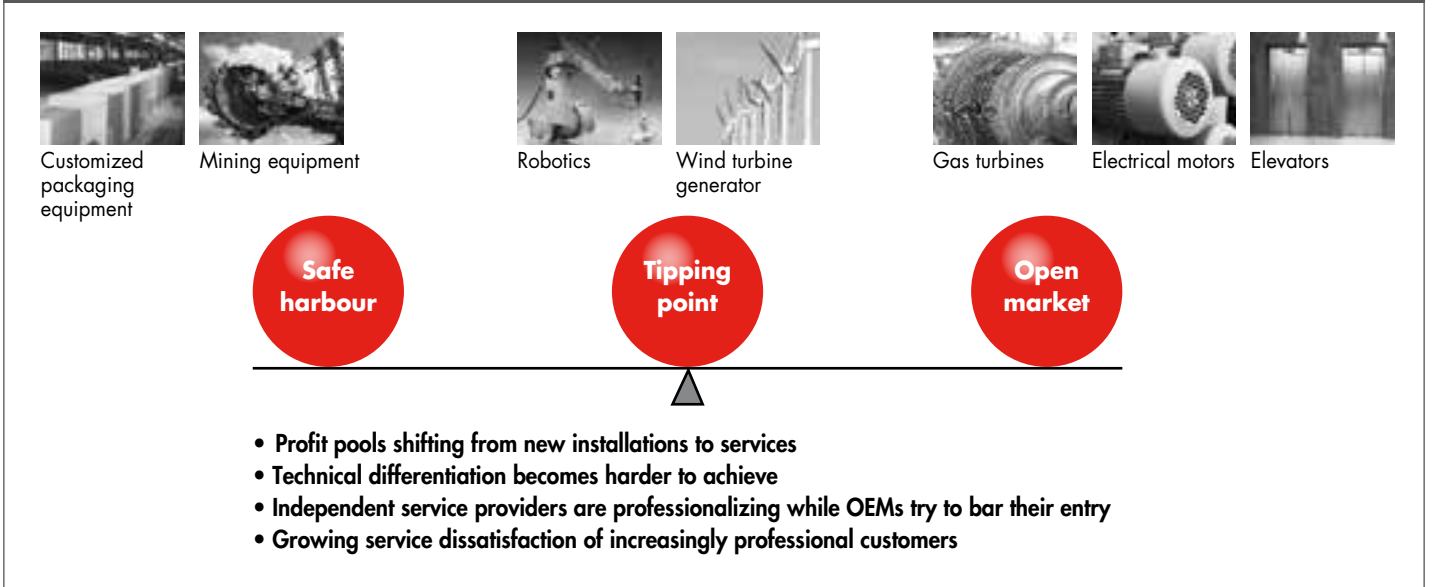 Customized
packaging
equipment
Mining equipment
Robotics
Wind turbine
generator
Gas turbines
Electrical motors
Elevators
Safe
harbour
Tipping
point
Open
market
• Profit pools shifting from new installations to services
• Technical differentiation becomes harder to achieve
• Independent service providers are professionalizing while OEMs try to bar their entry
• Growing service dissatisfaction of increasingly professional customers